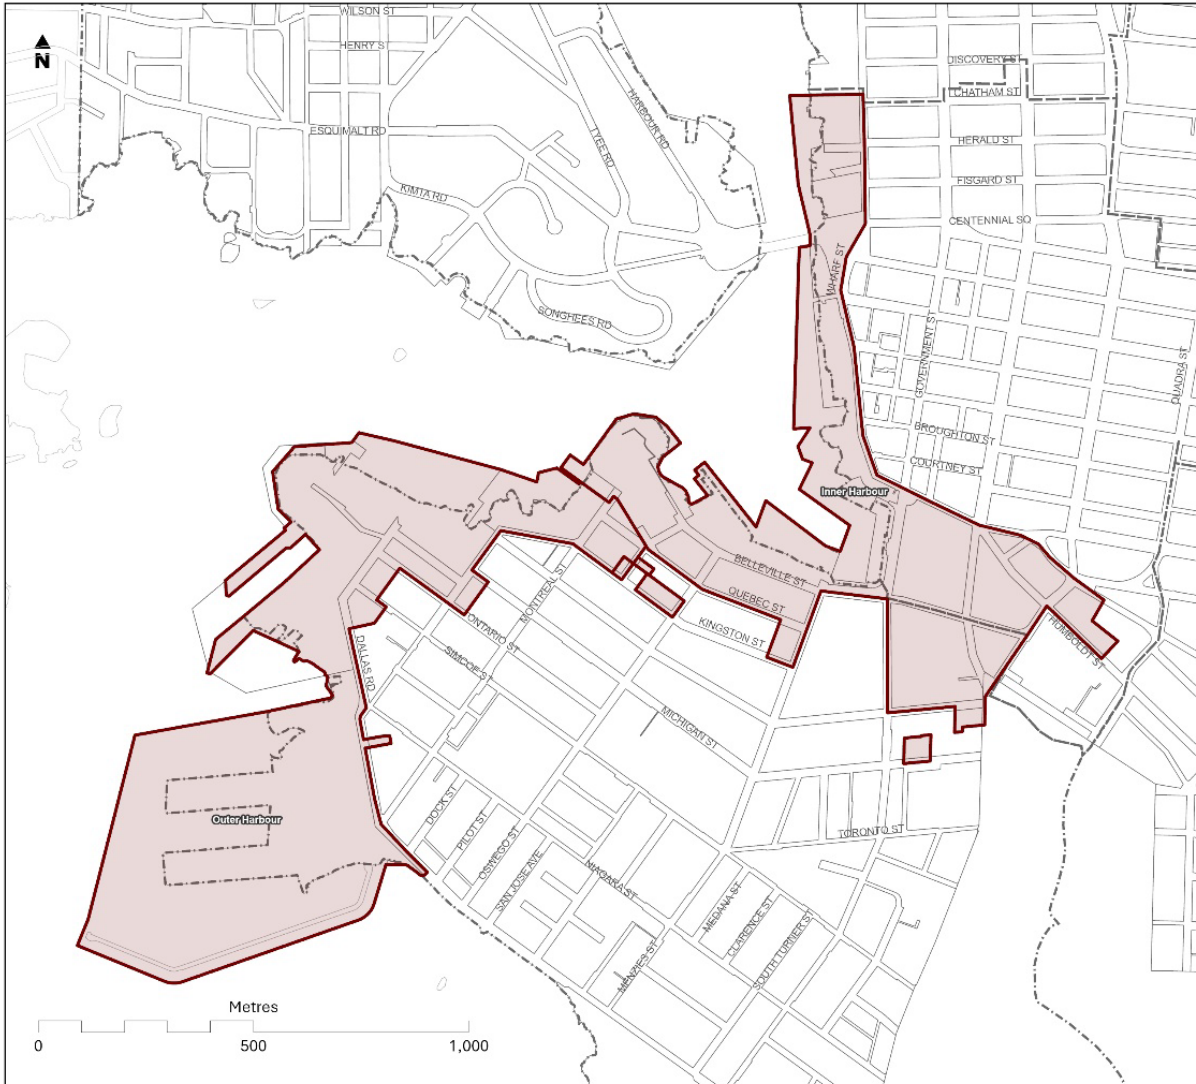 WILSON ST
HENRY S
N
DISCOVERY ST
CHATHAM ST
HARBOUR RD
TYEE RD
ESQUIMALT RD
HERALD ST
FISGARD ST
KIMTA RD
CENTENNIAL SQ
WHARF ST
SONGHEES RD
GOVERNMENT ST
QUADRA ST
BROUGHTON ST
COURTNEY ST
Inner Harbour
BELLEVILLE ST
QUEBEC ST
MONTREAL ST
KINGSTON ST
ONTARIO ST
HUMBOLDT ST
SIMCOE ST
DALLAS RD
MICHIGAN ST
Outer Harbour
DOCK ST
PILOT ST
OSWEGO ST
TORONTO ST
SAN JOSE AVE
NIAGARA ST
MEDANA ST
CLARENCE ST
SOUTH TURNER ST
MENZIES ST
Metres
0 500 1,000